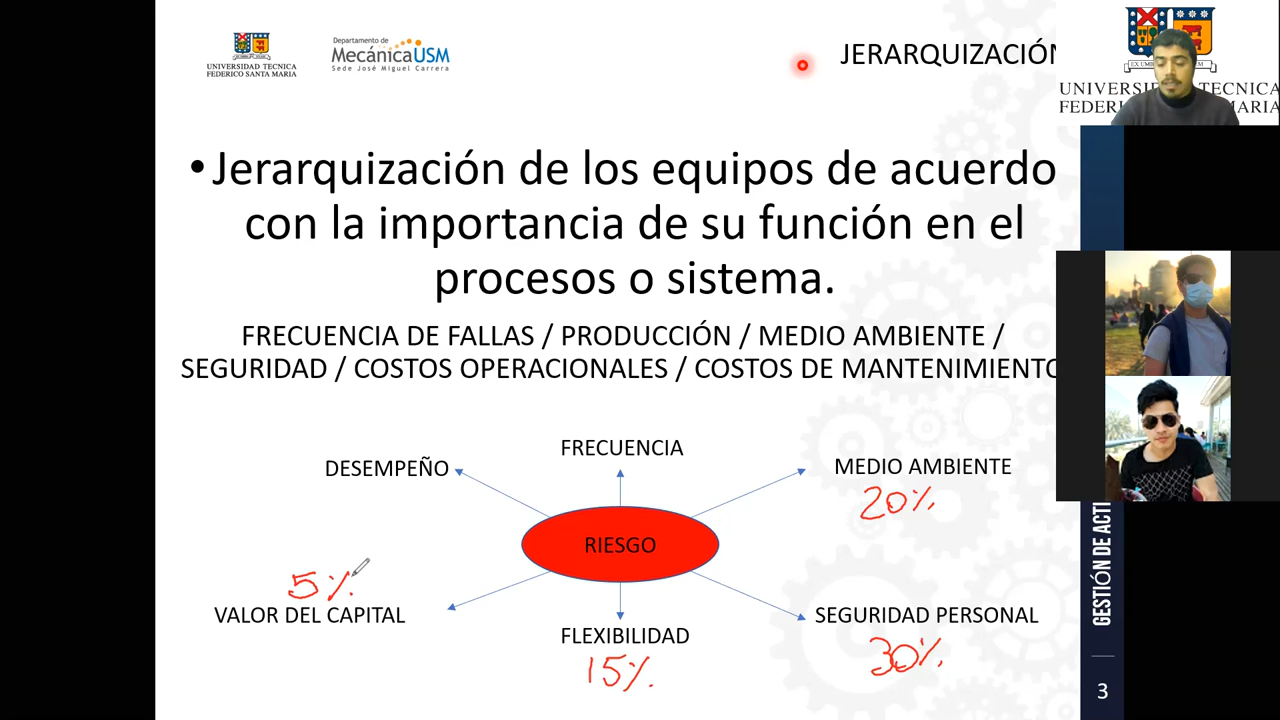 UNIVERSIDAD TECNICA
FEDERICO SANTA MARIA
Departamento de
MecánicaUSM
Sede José Miguel Carrera
JERARQUIZACIÓN
UNIVERSI TECNICA
FEDERI MARIA
• Jerarquización de los equipos de acuerdo
con la importancia de su función en el
procesos o sistema.
FRECUENCIA DE FALLAS / PRODUCCIÓN / MEDIO AMBIENTE /
SEGURIDAD / COSTOS OPERACIONALES / COSTOS DE MANTENIMIENTO
FRECUENCIA
DESEMPEÑO
MEDIO AMBIENTE
20%
RIESGO
5%
VALOR DEL CAPITAL
SEGURIDAD PERSONAL
30%
FLEXIBILIDAD
15%
GESTIÓN DE ACTI
3